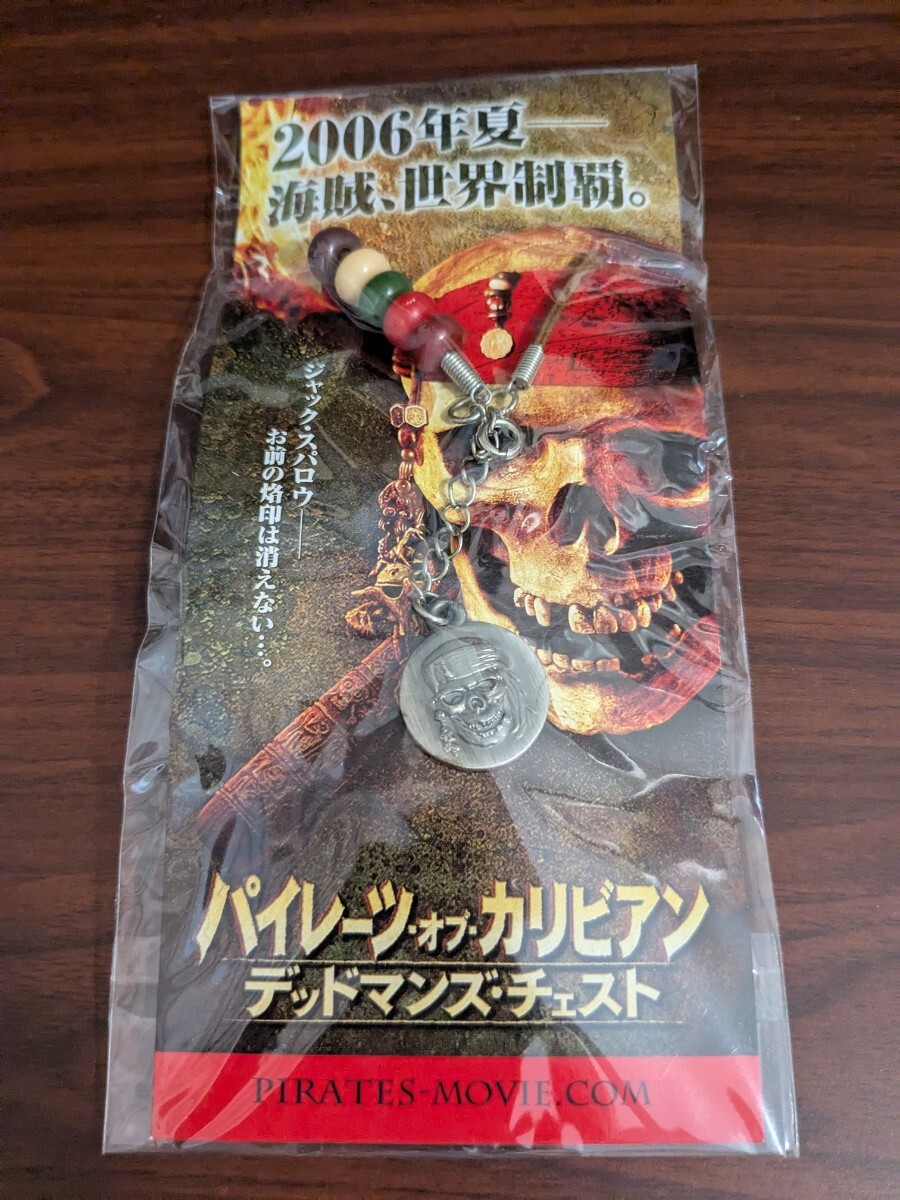 2006年夏——
海賊、世界制覇。
ジャック・スパロウ——
お前の烙印は消えない…。
パイレーツ・オブ・カリビアン
デッドマンズ・チェスト
PIRATES-MOVIE.COM